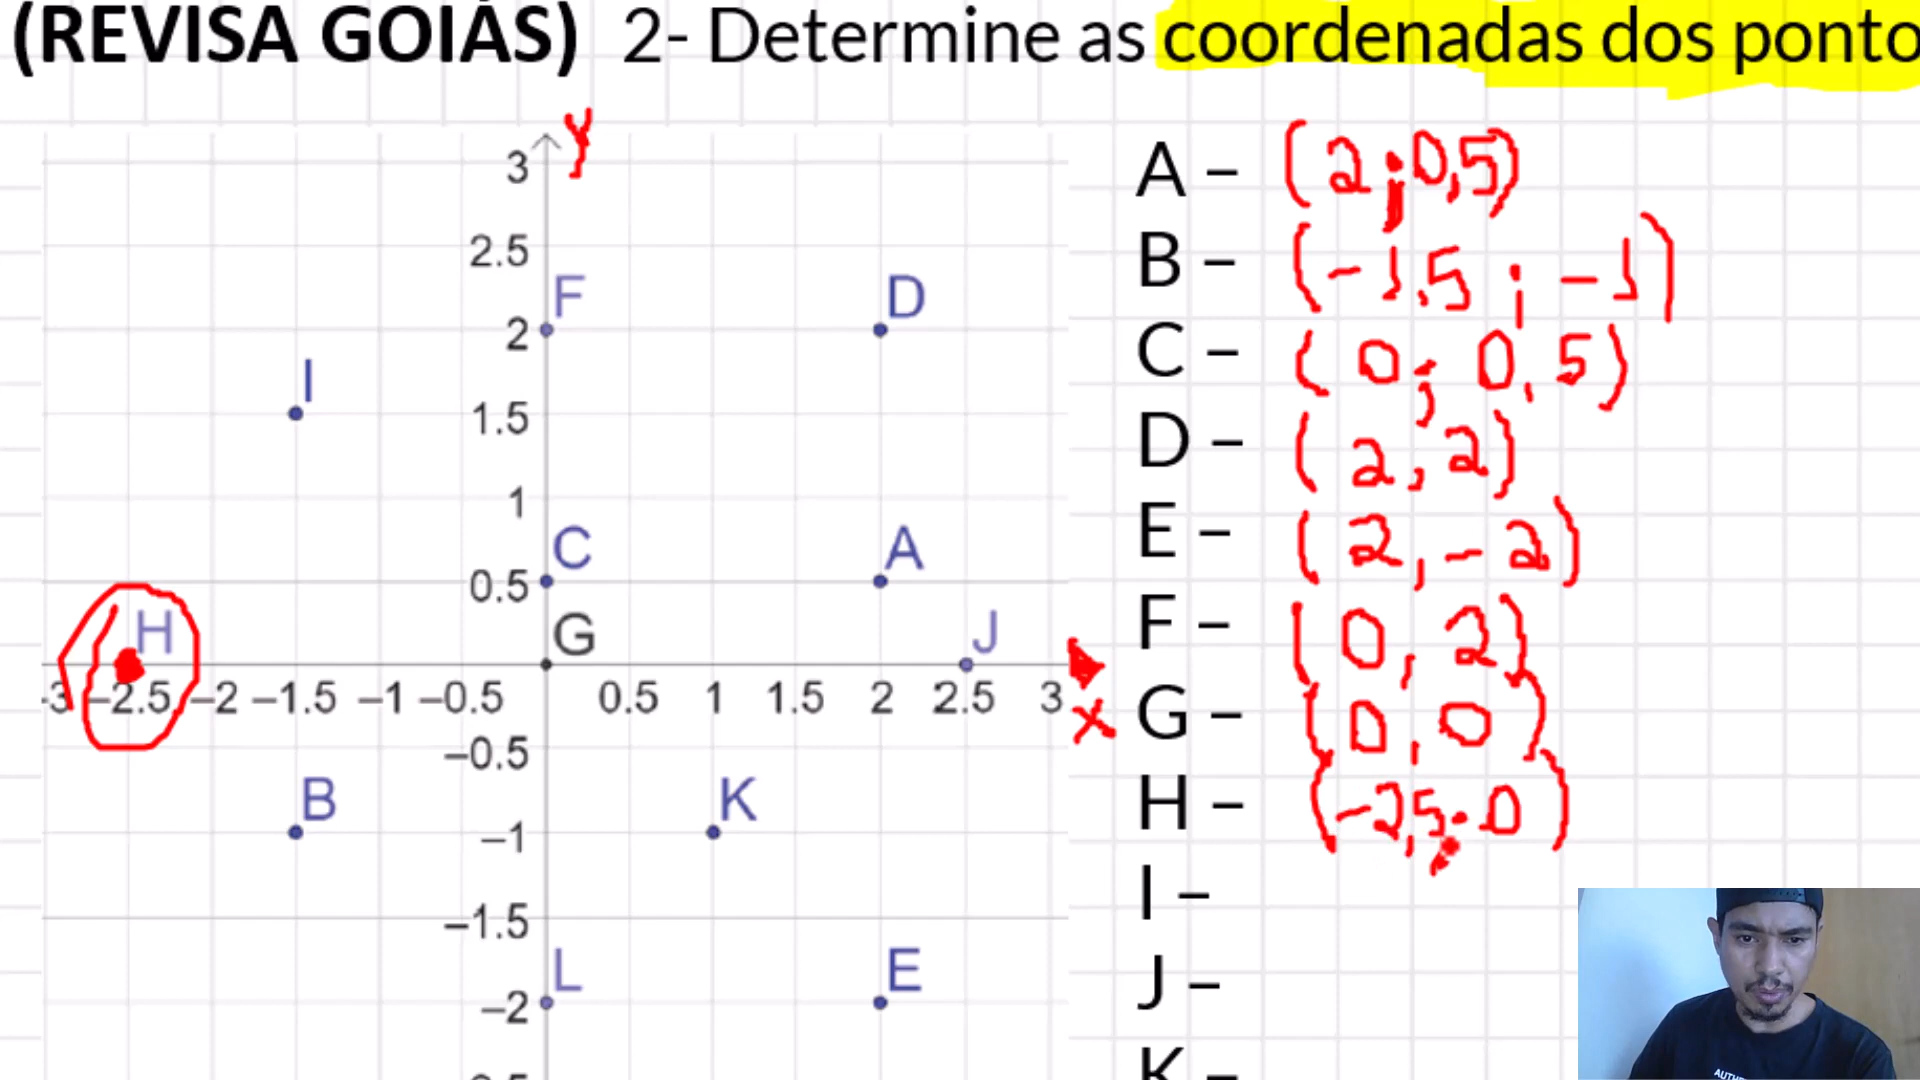 (REVISA GOIÁS) 2- Determine as coordenadas dos ponto
y
3
2.5
F
D
2
I
1.5
1
C
A
0.5
H
G
J
-3 –2.5 –2 –1.5 –1 –0.5 0.5 1 2 1.5 2.5 3
x
–0.5
B
K
–1
–1.5
L
E
–2
A – (2;0,5)
B – (-1,5 ; -1)
C – (0; 0,5)
D – (2,2)
E – (2,-2)
F – (0,2)
G – (0,0)
H – (-2,5;0)
I –
J –
K –